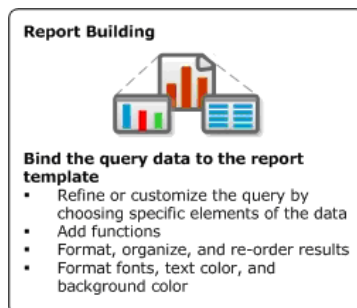 Report Building
Bind the query data to the report
template
▪ Refine or customize the query by
choosing specific elements of the data
▪ Add functions
▪ Format, organize, and re-order results
▪ Format fonts, text color, and
background color